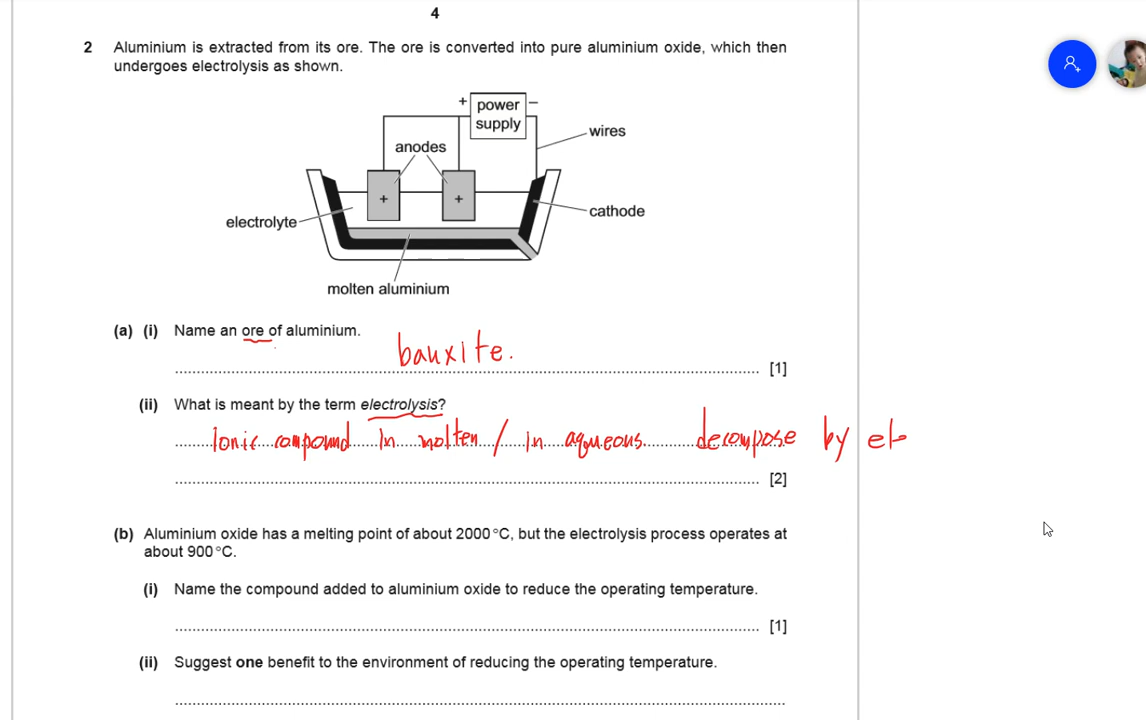 4
2 Aluminium is extracted from its ore. The ore is converted into pure aluminium oxide, which then
undergoes electrolysis as shown.
+ power −
supply
wires
anodes
+ +
cathode
electrolyte
molten aluminium
(a) (i) Name an ore of aluminium.
bauxite.
[1]
(ii) What is meant by the term electrolysis?
Ionic compound in molten / in aqueous decompose by
[2]
(b) Aluminium oxide has a melting point of about 2000 °C, but the electrolysis process operates at
about 900 °C.
(i) Name the compound added to aluminium oxide to reduce the operating temperature.
[1]
(ii) Suggest one benefit to the environment of reducing the operating temperature.